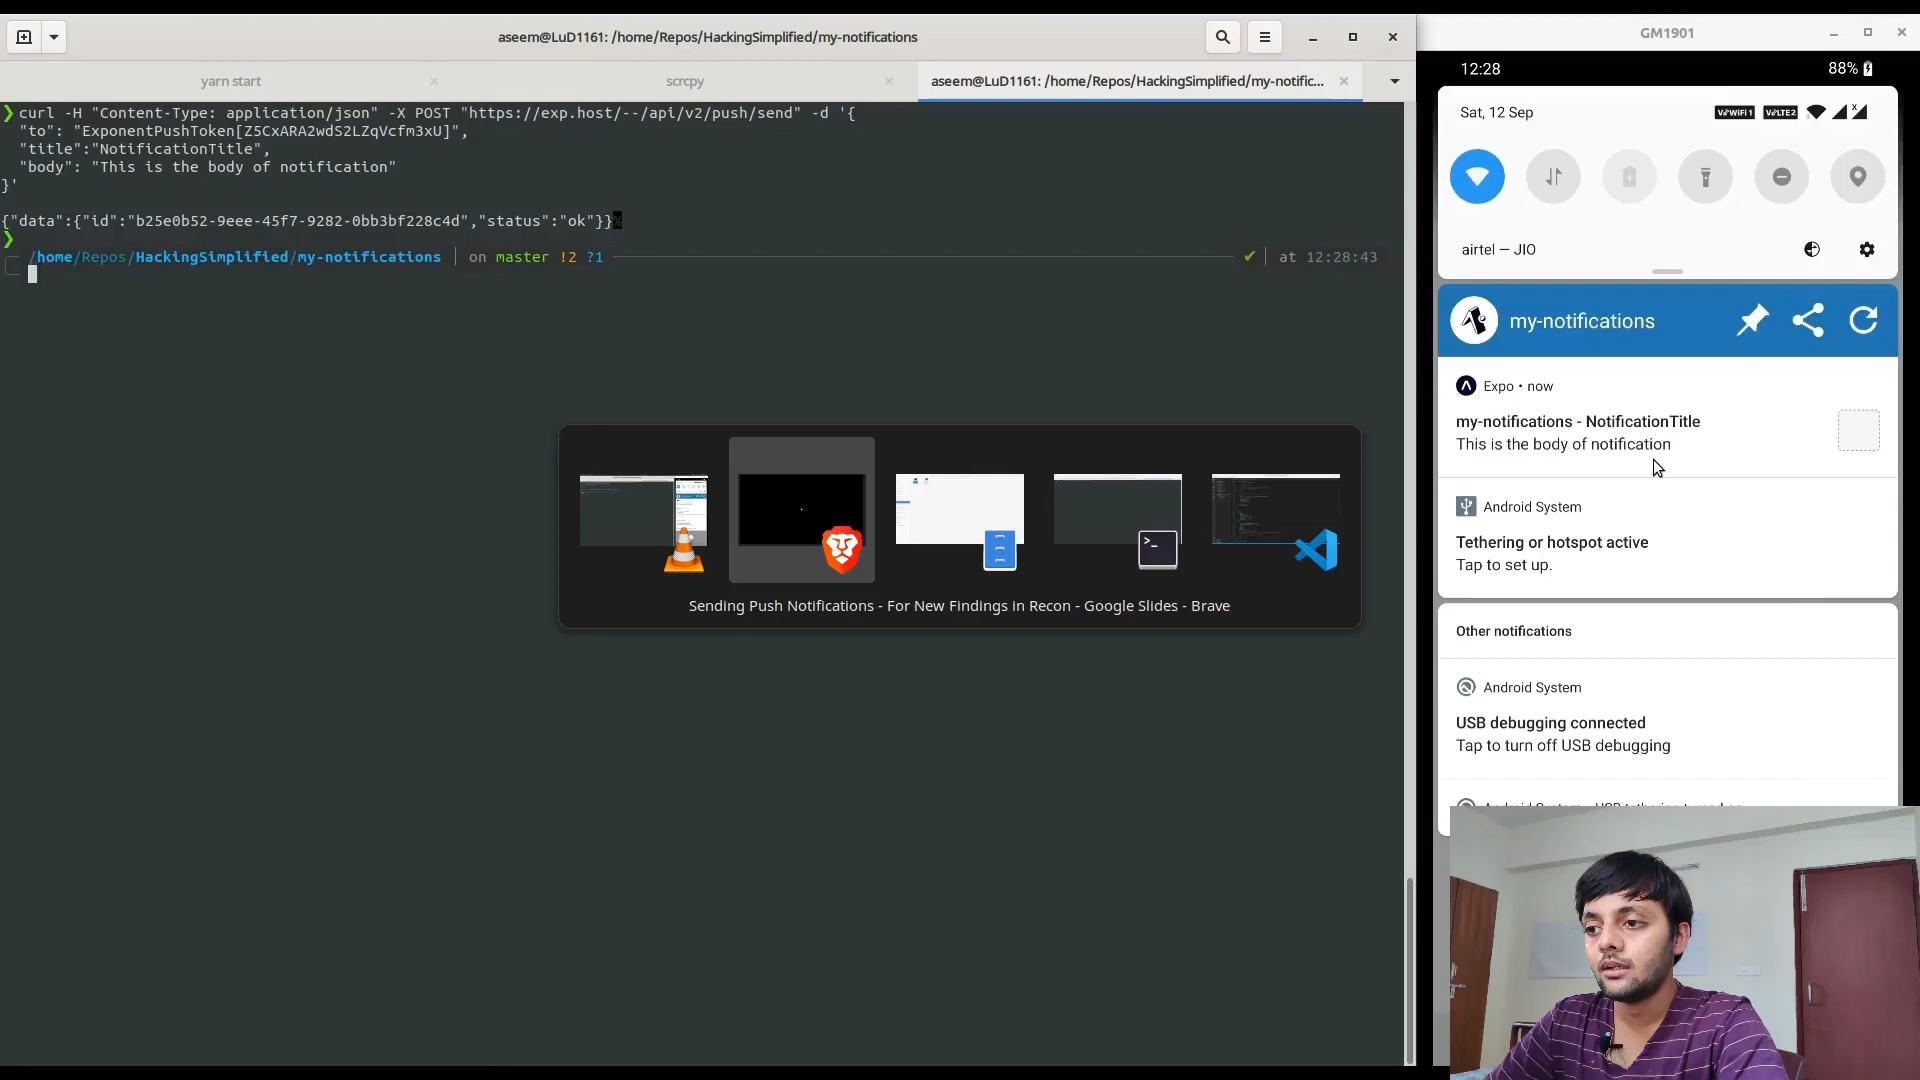 aseem@LuD1161: /home/Repos/HackingSimplified/my-notifications
yarn start
scrcpy
aseem@LuD1161: /home/Repos/HackingSimplified/my-notific...
❯ curl -H "Content-Type: application/json" -X POST "https://exp.host/--/api/v2/push/send" -d '{
"to": "ExponentPushToken[Z5CxARA2wdS2LZqVcfm3xU]",
"title":"NotificationTitle",
"body": "This is the body of notification"
}'
{"data":{"id":"b25e0b52-9eee-45f7-9282-0bb3bf228c4d","status":"ok"}}%
❯
/home/Repos/HackingSimplified/my-notifications | on master !2 ?1 ✔ | at 12:28:43
Sending Push Notifications - For New Findings in Recon - Google Slides - Brave
GM1901
12:28
88%
Sat, 12 Sep
VoWiFi1 VoLTE2
airtel — JIO
my-notifications
Expo • now
my-notifications - NotificationTitle
This is the body of notification
Android System
Tethering or hotspot active
Tap to set up.
Other notifications
Android System
USB debugging connected
Tap to turn off USB debugging